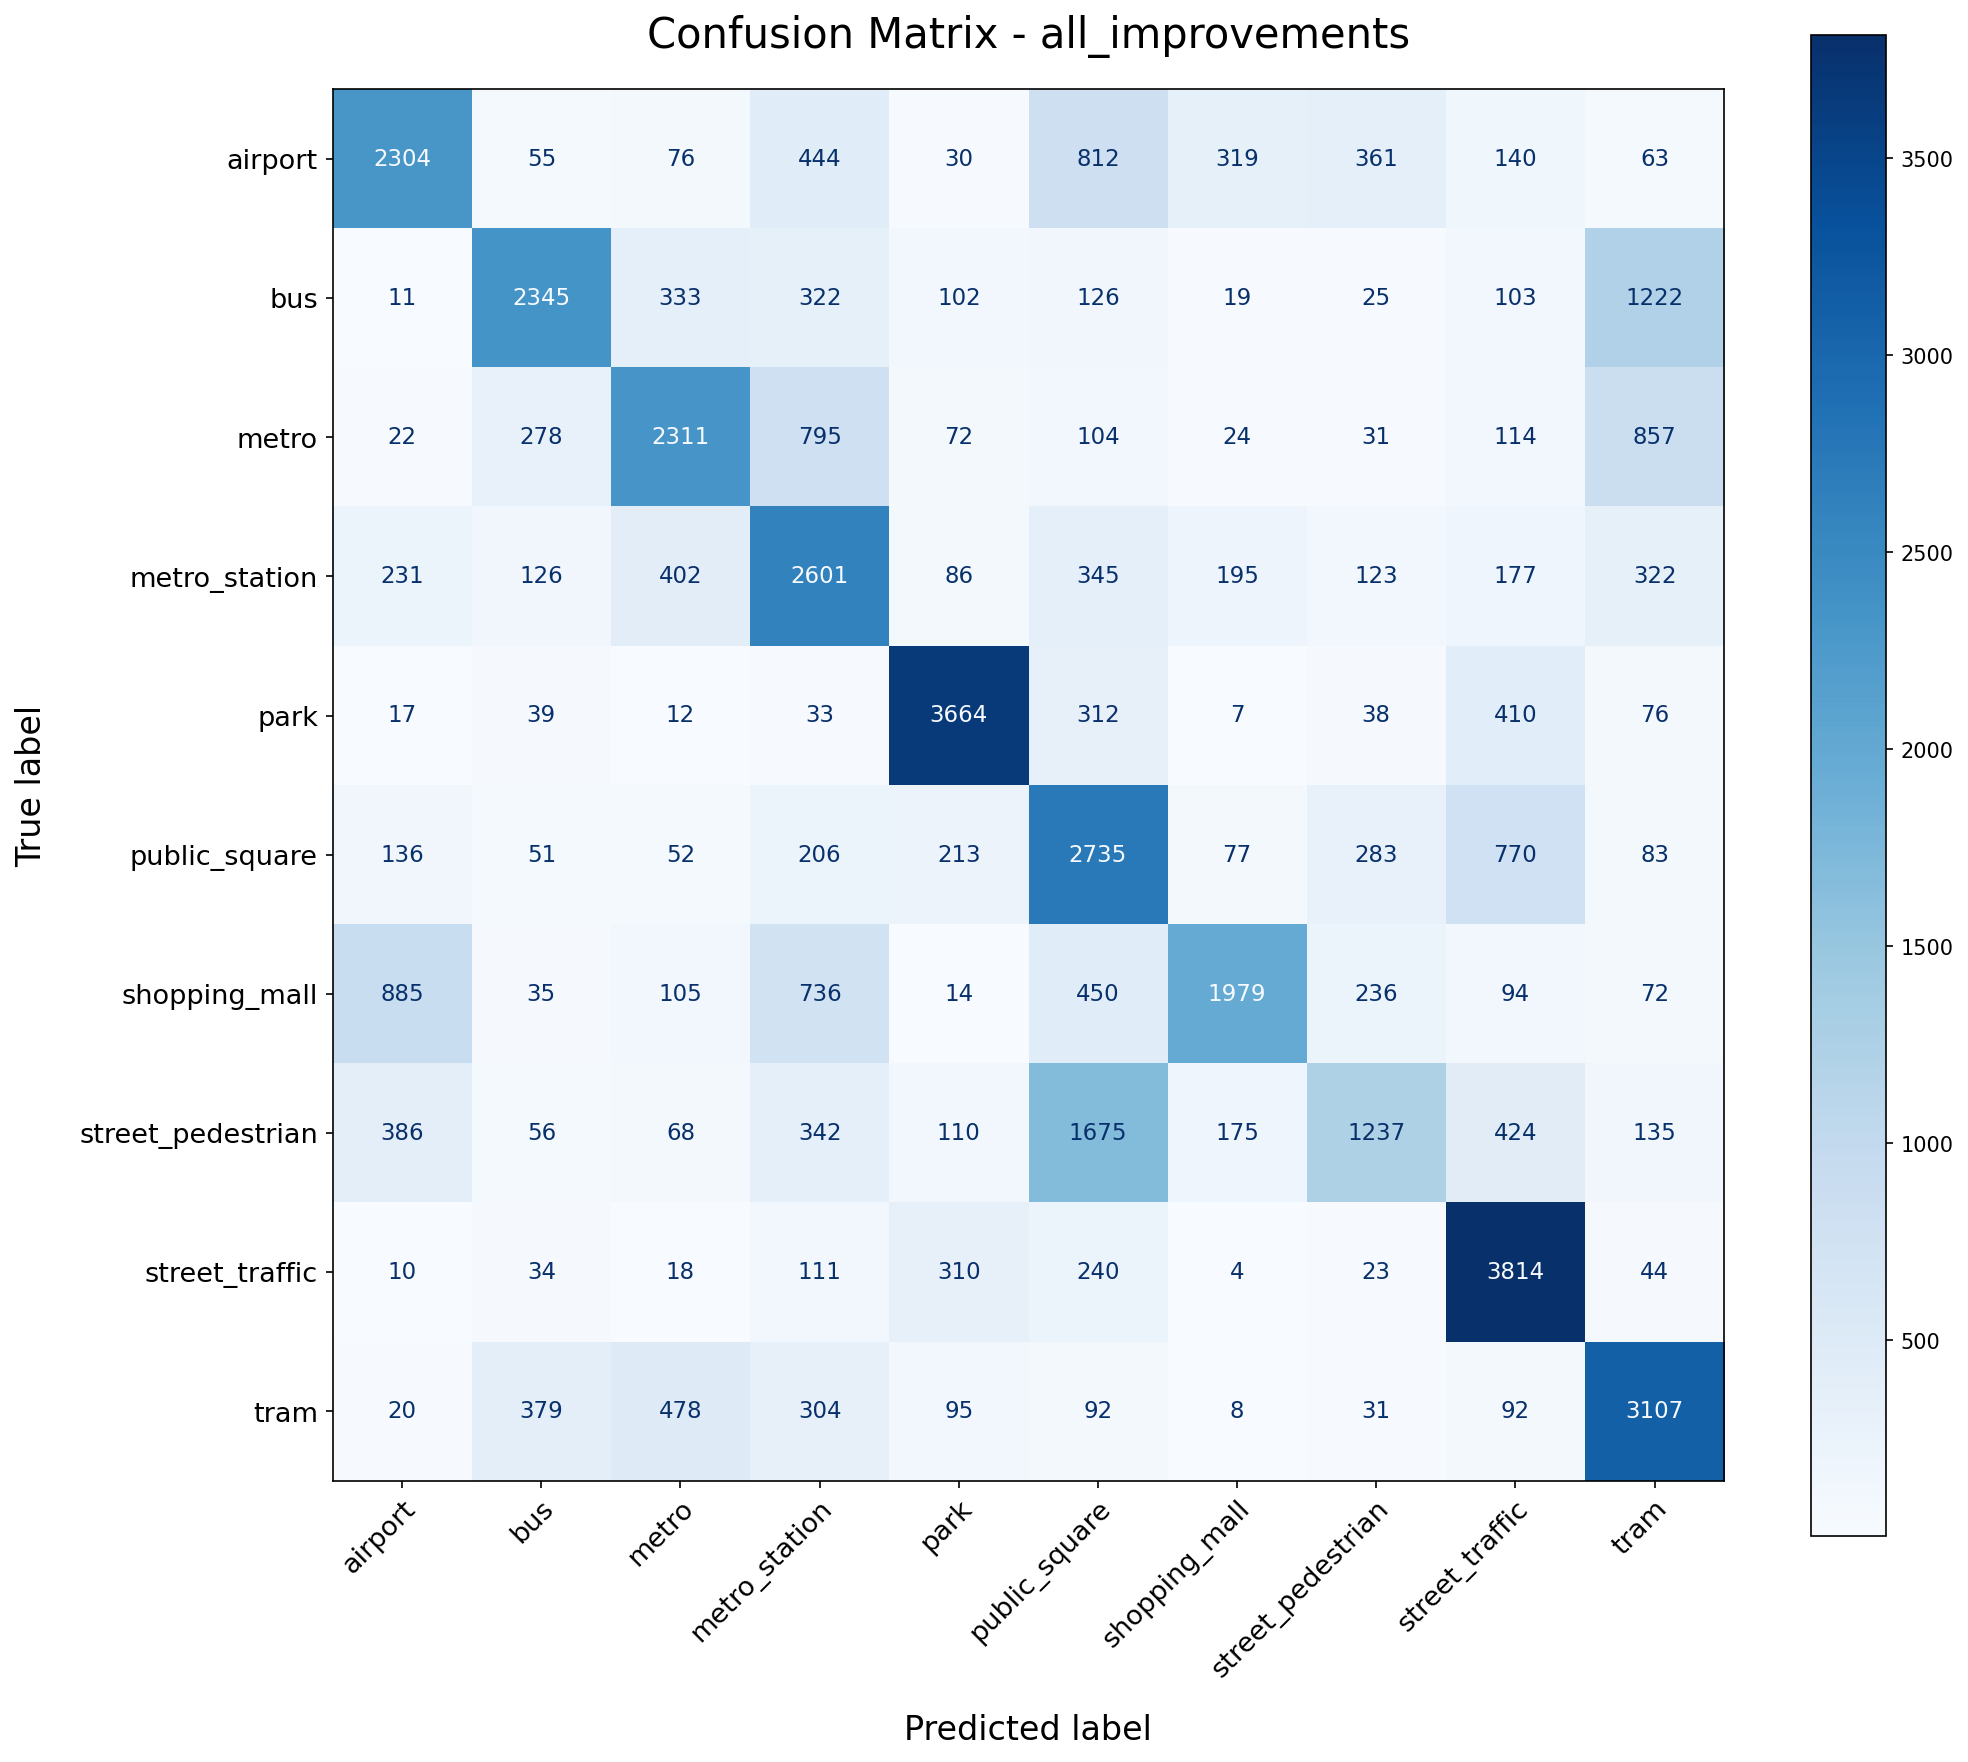 Confusion Matrix - all_improvements
airport 2304 55 76 444 30 812 319 361 140 63
bus 11 2345 333 322 102 126 19 25 103 1222
metro 22 278 2311 795 72 104 24 31 114 857
metro_station 231 126 402 2601 86 345 195 123 177 322
park 17 39 12 33 3664 312 7 38 410 76
public_square 136 51 52 206 213 2735 77 283 770 83
shopping_mall 885 35 105 736 14 450 1979 236 94 72
street_pedestrian 386 56 68 342 110 1675 175 1237 424 135
street_traffic 10 34 18 111 310 240 4 23 3814 44
tram 20 379 478 304 95 92 8 31 92 3107
airport bus metro metro_station park public_square shopping_mall street_pedestrian street_traffic tram
Predicted label
True label
3500
3000
2500
2000
1500
1000
500